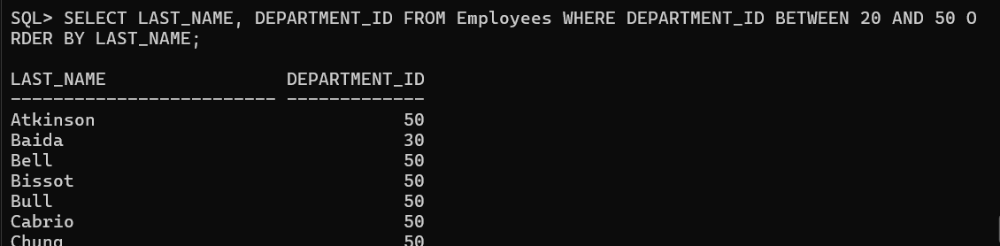 SQL> SELECT LAST_NAME, DEPARTMENT_ID FROM Employees WHERE DEPARTMENT_ID BETWEEN 20 AND 50 O
RDER BY LAST_NAME;
LAST_NAME                 DEPARTMENT_ID
------------------------- -------------
Atkinson                             50
Baida                                30
Bell                                 50
Bissot                               50
Bull                                 50
Cabrio                               50
Chung                                50